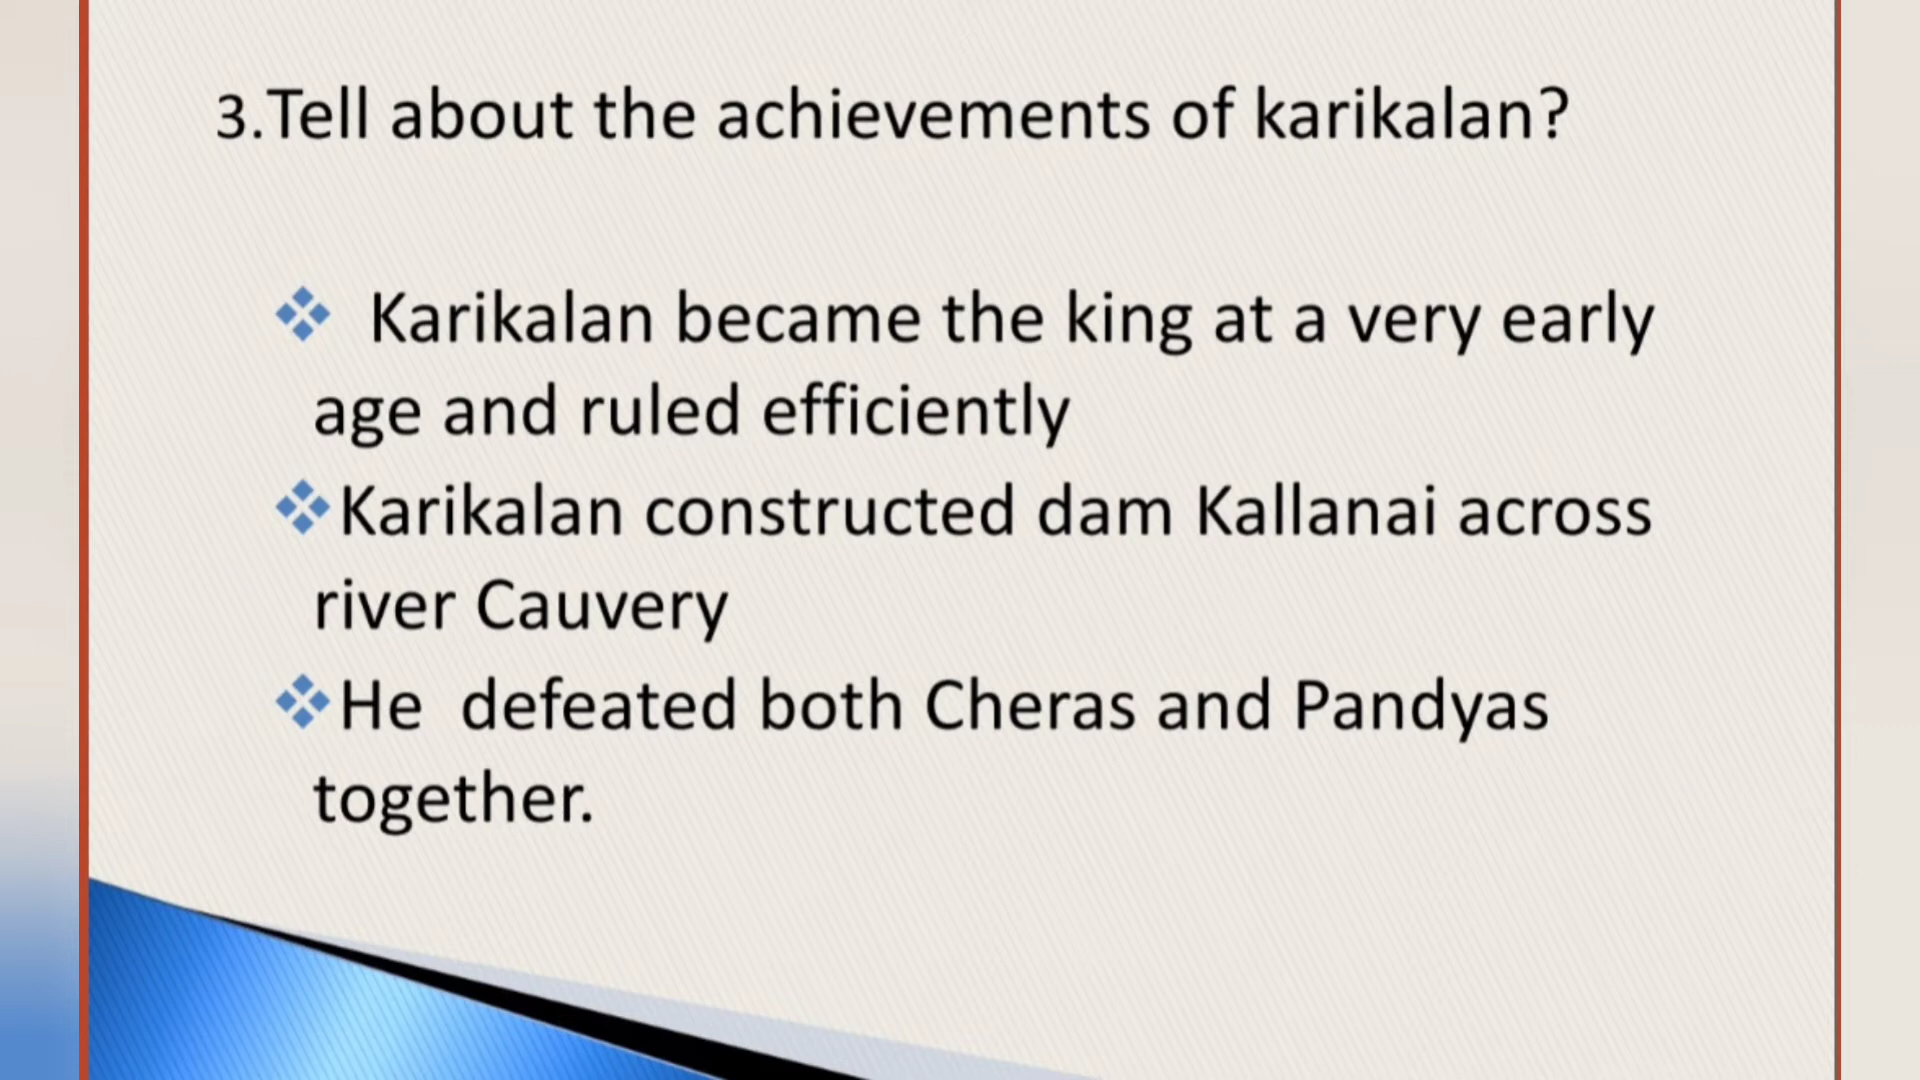 3.Tell about the achievements of karikalan?
Karikalan became the king at a very early
age and ruled efficiently
Karikalan constructed dam Kallanai across
river Cauvery
He defeated both Cheras and Pandyas
together.